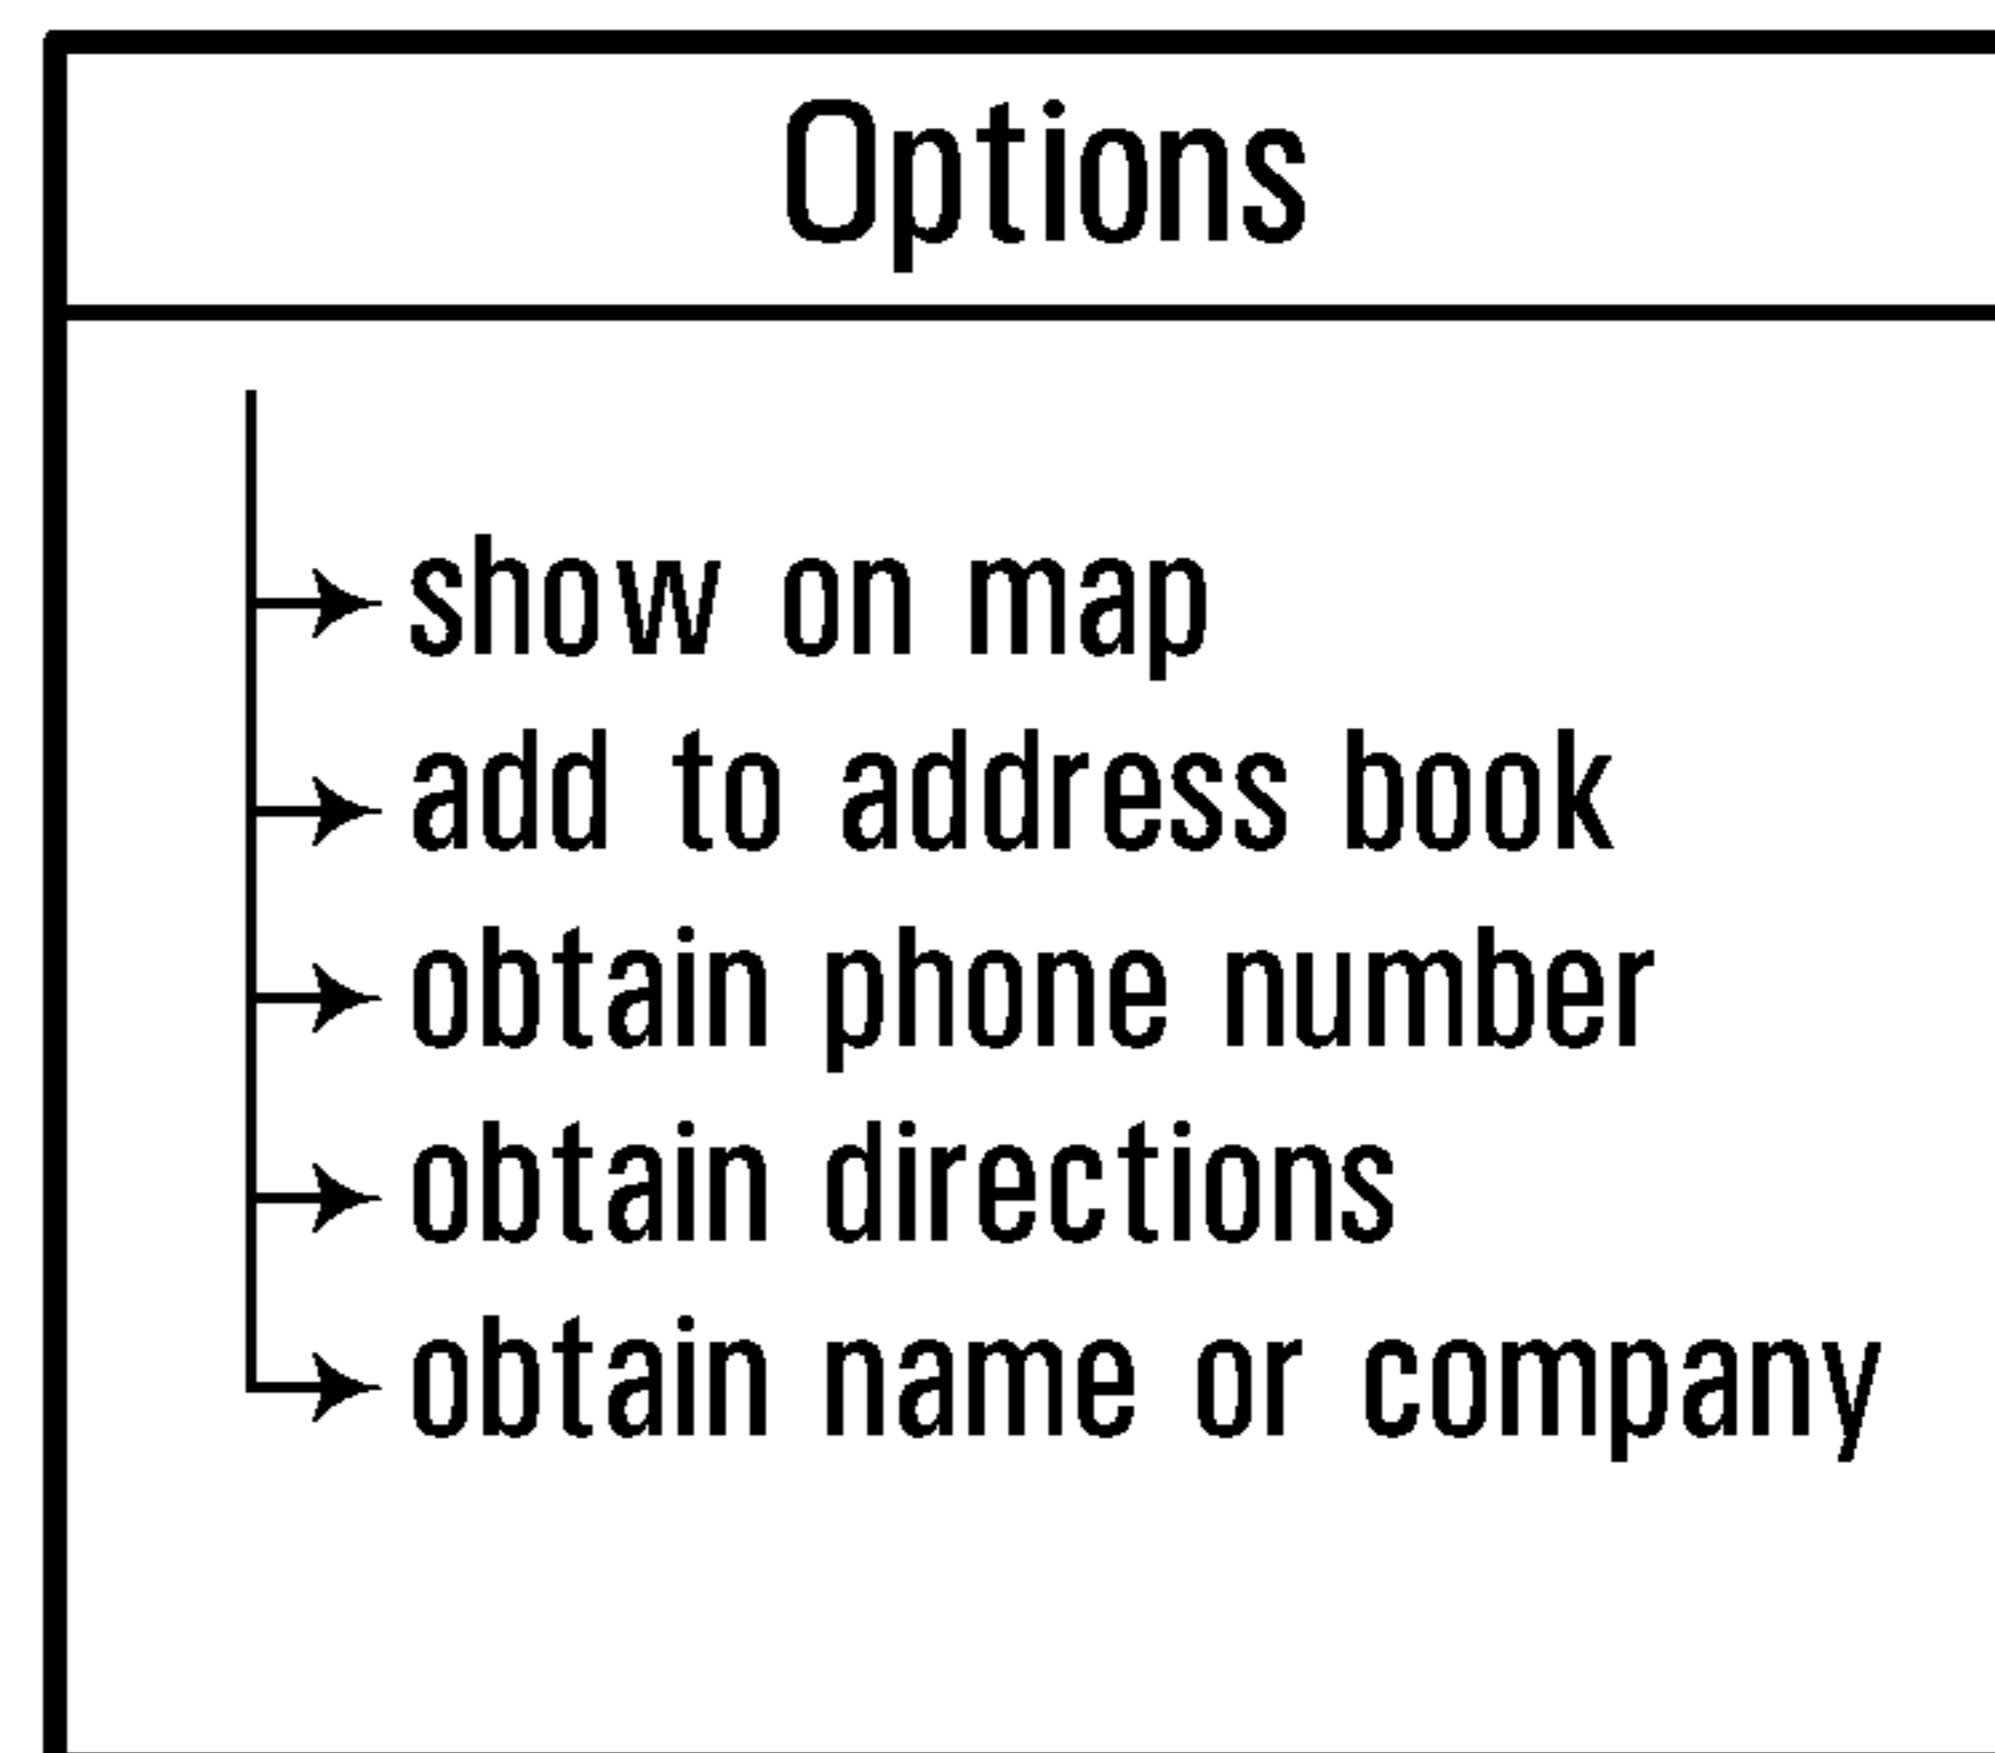 Options
show on map
add to address book
obtain phone number
obtain directions
obtain name or company